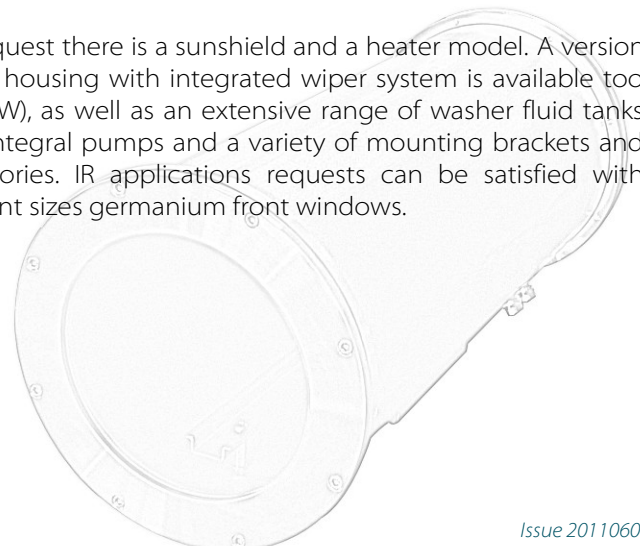 quest there is a sunshield and a heater model. A version
housing with integrated wiper system is available too
W), as well as an extensive range of washer fluid tanks
ntegral pumps and a variety of mounting brackets and
ories. IR applications requests can be satisfied with
nt sizes germanium front windows.
Issue 2011060